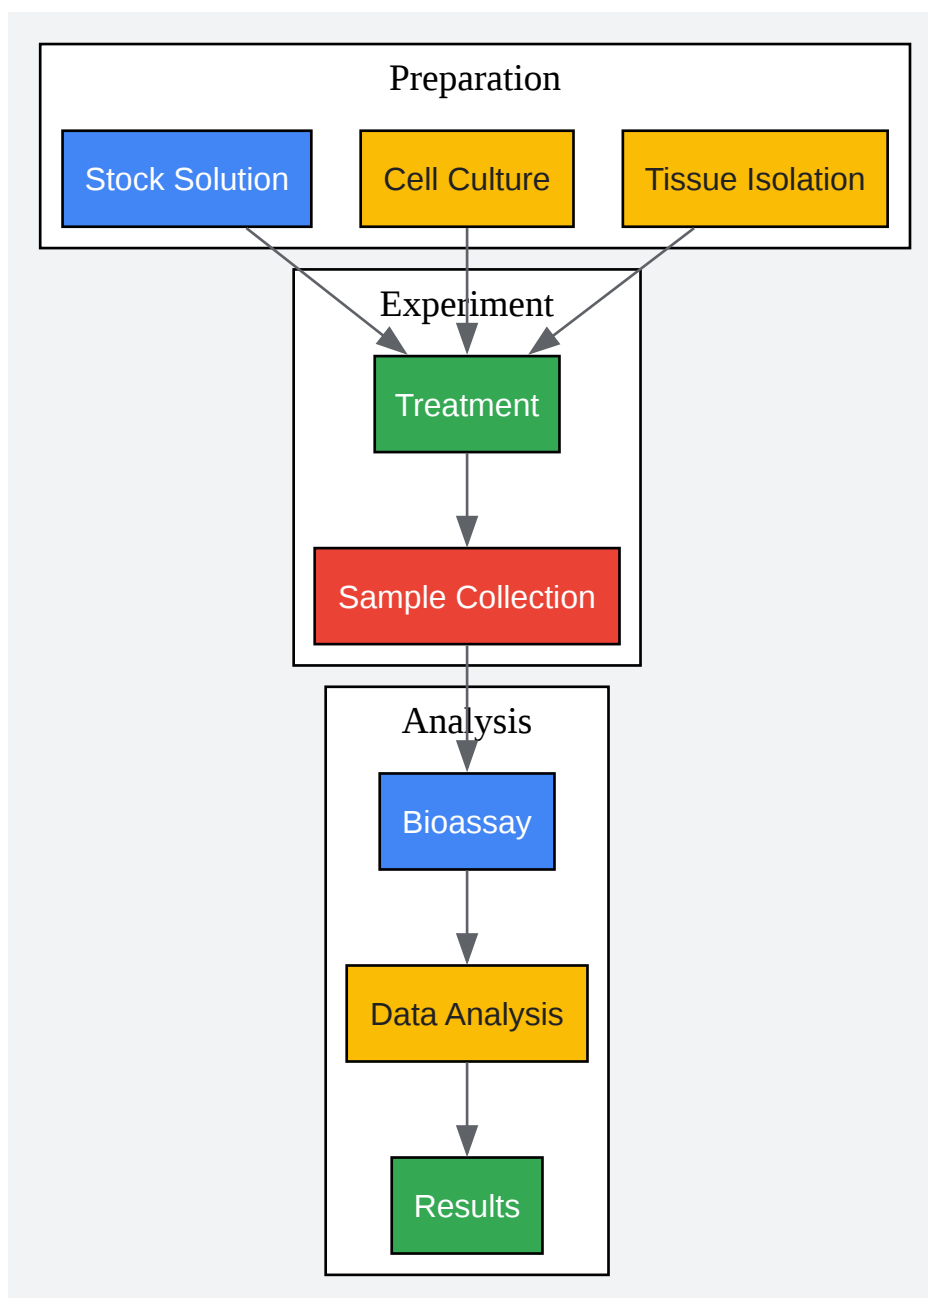 Preparation
Stock Solution
Cell Culture
Tissue Isolation
Experiment
Treatment
Sample Collection
Analysis
Bioassay
Data Analysis
Results